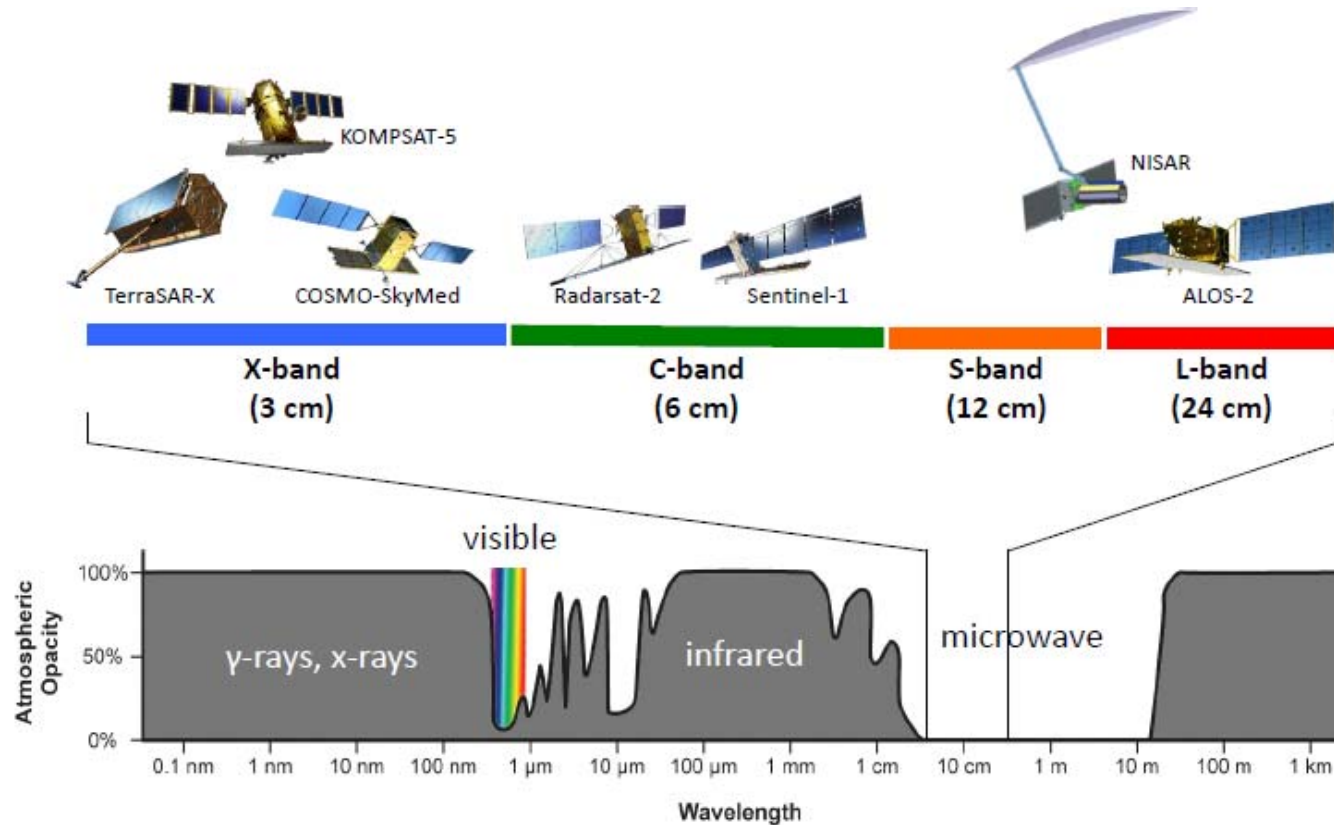 KOMPSAT-5
NISAR
TerraSAR-X
COSMO-SkyMed
Radarsat-2
Sentinel-1
ALOS-2
X-band
(3 cm)
C-band
(6 cm)
S-band
(12 cm)
L-band
(24 cm)
visible
Atmospheric
Opacity
100%
50%
0%
γ-rays, x-rays
infrared
microwave
0.1 nm
1 nm
10 nm
100 nm
1 μm
10 μm
100 μm
1 mm
1 cm
10 cm
1 m
10 m
100 m
1 km
Wavelength